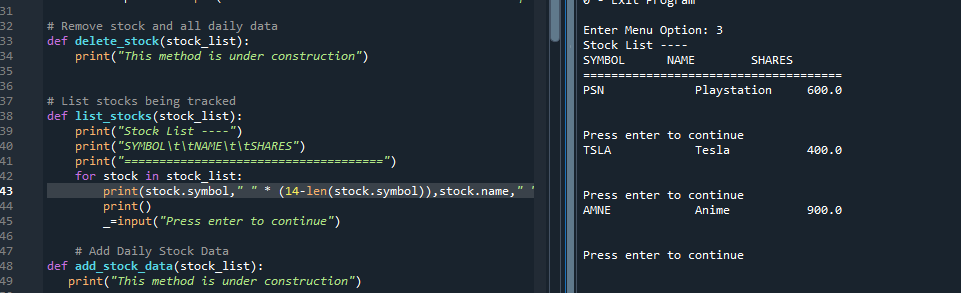 0 - Exit Program
31
32 # Remove stock and all daily data
33 def delete_stock(stock_list):
34 print("This method is under construction")
35
36
37 # List stocks being tracked
38 def list_stocks(stock_list):
39 print("Stock List ----")
40 print("SYMBOL\t\tNAME\t\tSHARES")
41 print("=====================================")
42 for stock in stock_list:
43 print(stock.symbol," " * (14-len(stock.symbol)),stock.name," "
44 print()
45 _=input("Press enter to continue")
46
47 # Add Daily Stock Data
48 def add_stock_data(stock_list):
49 print("This method is under construction")
Enter Menu Option: 3
Stock List ----
SYMBOL NAME SHARES
=====================================
PSN Playstation 600.0
Press enter to continue
TSLA Tesla 400.0
Press enter to continue
AMNE Anime 900.0
Press enter to continue